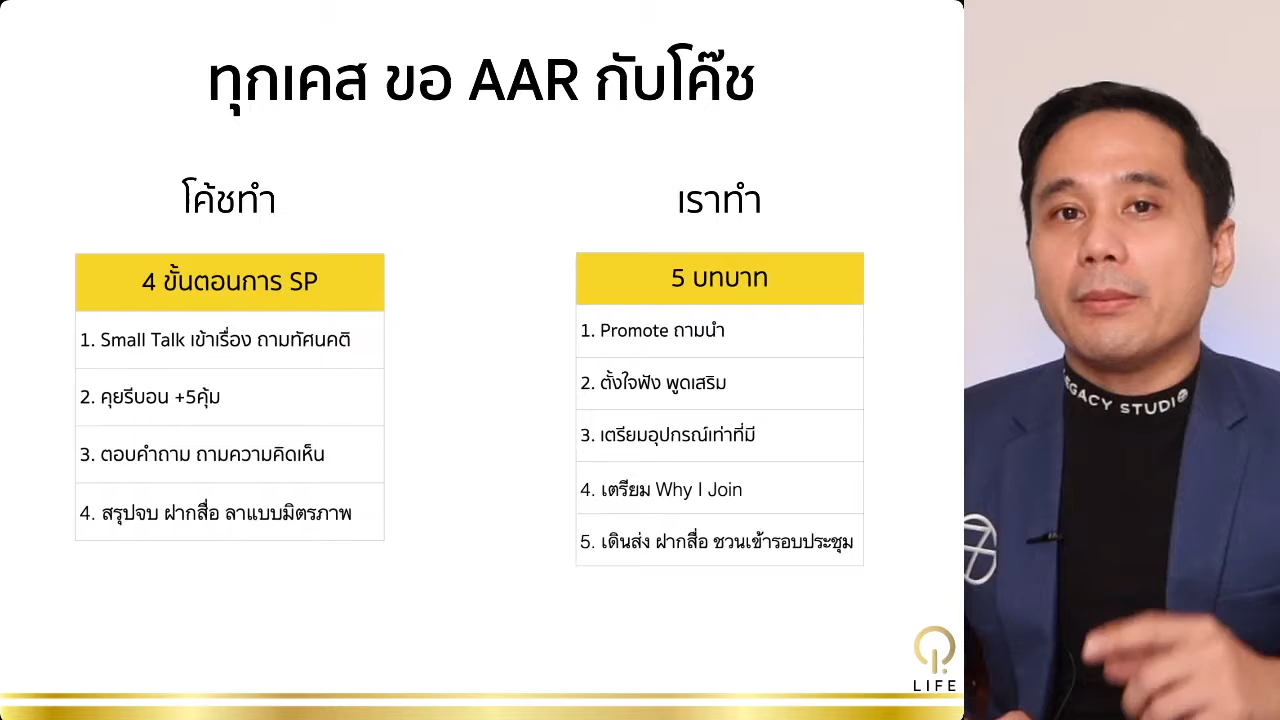 ทุกเคส ขอ AAR กับโค๊ช
โค้ชทำ
4 ขั้นตอนการ SP
1. Small Talk เข้าเรื่อง ถามทัศนคติ
2. คุยรีบอน +5คุ้ม
3. ตอบคำถาม ถามความคิดเห็น
4. สรุปจบ ฝากสื่อ ลาแบบมิตรภาพ
เราทำ
5 บทบาท
1. Promote ถามนำ
2. ตั้งใจฟัง พูดเสริม
3. เตรียมอุปกรณ์เท่าที่มี
4. เตรียม Why I Join
5. เดินส่ง ฝากสื่อ ชวนเข้ารอบประชุม
LIFE
EGACY STUDI